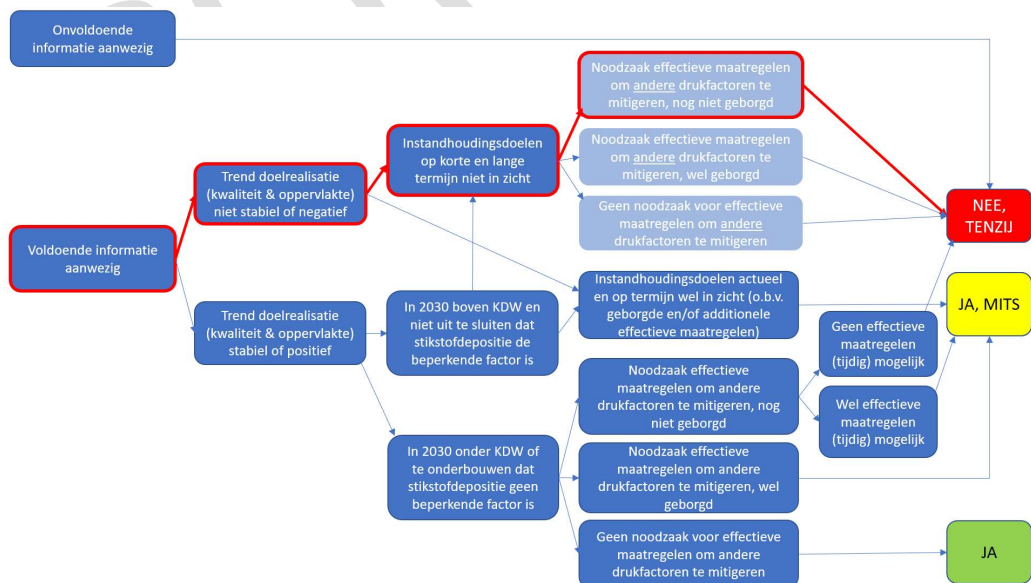 Onvoldoende
informatie aanwezig
Noodzaak effectieve maatregelen
om andere drukfactoren te
mitigeren, nog niet geborgd
Instandhoudingsdoelen
op korte en lange
termijn niet in zicht
Noodzaak effectieve maatregelen
om andere drukfactoren te
mitigeren, wel geborgd
Trend doelrealisatie
(kwaliteit & oppervlakte)
niet stabiel of negatief
Geen noodzaak voor effectieve
maatregelen om andere
drukfactoren te mitigeren
NEE,
TENZIJ
Voldoende informatie
aanwezig
Instandhoudingsdoelen actueel
en op termijn wel in zicht (o.b.v.
geborgde en/of additionele
effectieve maatregelen)
JA, MITS
Trend doelrealisatie
(kwaliteit & oppervlakte)
stabiel of positief
In 2030 boven KDW en
niet uit te sluiten dat
stikstofdepositie de
beperkende factor is
Geen effectieve
maatregelen
(tijdig) mogelijk
Noodzaak effectieve
maatregelen om andere
drukfactoren te mitigeren, nog
niet geborgd
Wel effectieve
maatregelen
(tijdig) mogelijk
In 2030 onder KDW of
te onderbouwen dat
stikstofdepositie geen
beperkende factor is
Noodzaak effectieve
maatregelen om andere
drukfactoren te mitigeren, wel
geborgd
Geen noodzaak voor effectieve
maatregelen om andere
drukfactoren te mitigeren
JA